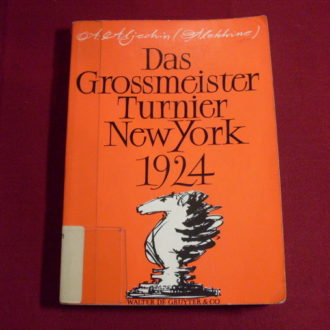 A. Aljechin (Alekhine)
Das
Grossmeister
Turnier
New York
1924
WALTER DE GRUYTER & CO.